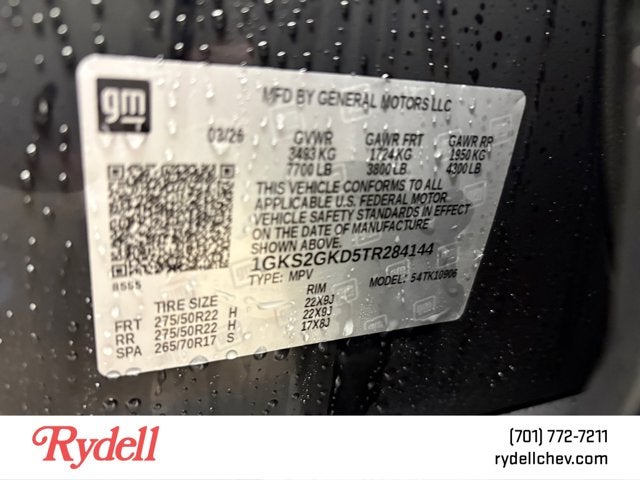 gm
MFD BY GENERAL MOTORS LLC
03/26 GVWR GAWR FRT GAWR RR
3493 KG 1724 KG 1950 KG
7700 LB 3800 LB 4300 LB
THIS VEHICLE CONFORMS TO ALL
APPLICABLE U.S. FEDERAL MOTOR
VEHICLE SAFETY STANDARDS IN EFFECT
ON THE DATE OF MANUFACTURE
SHOWN ABOVE.
1GKS2GKD5TR284144
TYPE: MPV MODEL: 54TK10906
8555
TIRE SIZE RIM
FRT 275/50R22 H 22X9J
RR 275/50R22 H 22X9J
SPA 265/70R17 S 17X8J
Rydell
(701) 772-7211
rydellchev.com